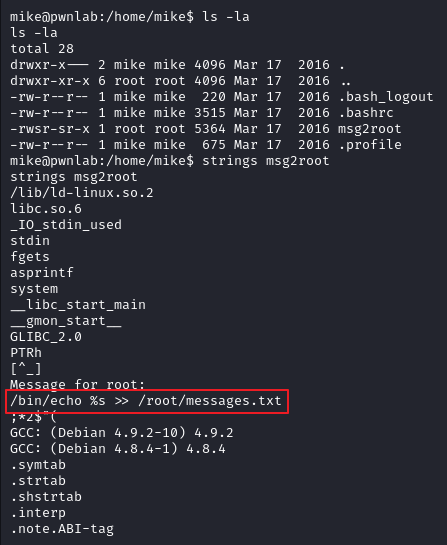 mike@pwnlab:/home/mike$ ls -la
ls -la
total 28
drwxr-x--- 2 mike mike 4096 Mar 17  2016 .
drwxr-xr-x 6 root root 4096 Mar 17  2016 ..
-rw-r--r-- 1 mike mike  220 Mar 17  2016 .bash_logout
-rw-r--r-- 1 mike mike 3515 Mar 17  2016 .bashrc
-rwsr-sr-x 1 root root 5364 Mar 17  2016 msg2root
-rw-r--r-- 1 mike mike  675 Mar 17  2016 .profile
mike@pwnlab:/home/mike$ strings msg2root
strings msg2root
/lib/ld-linux.so.2
libc.so.6
_IO_stdin_used
stdin
fgets
asprintf
system
__libc_start_main
__gmon_start__
GLIBC_2.0
PTRh
[^_]
Message for root:
/bin/echo %s >> /root/messages.txt
;*2$"(
GCC: (Debian 4.9.2-10) 4.9.2
GCC: (Debian 4.8.4-1) 4.8.4
.symtab
.strtab
.shstrtab
.interp
.note.ABI-tag